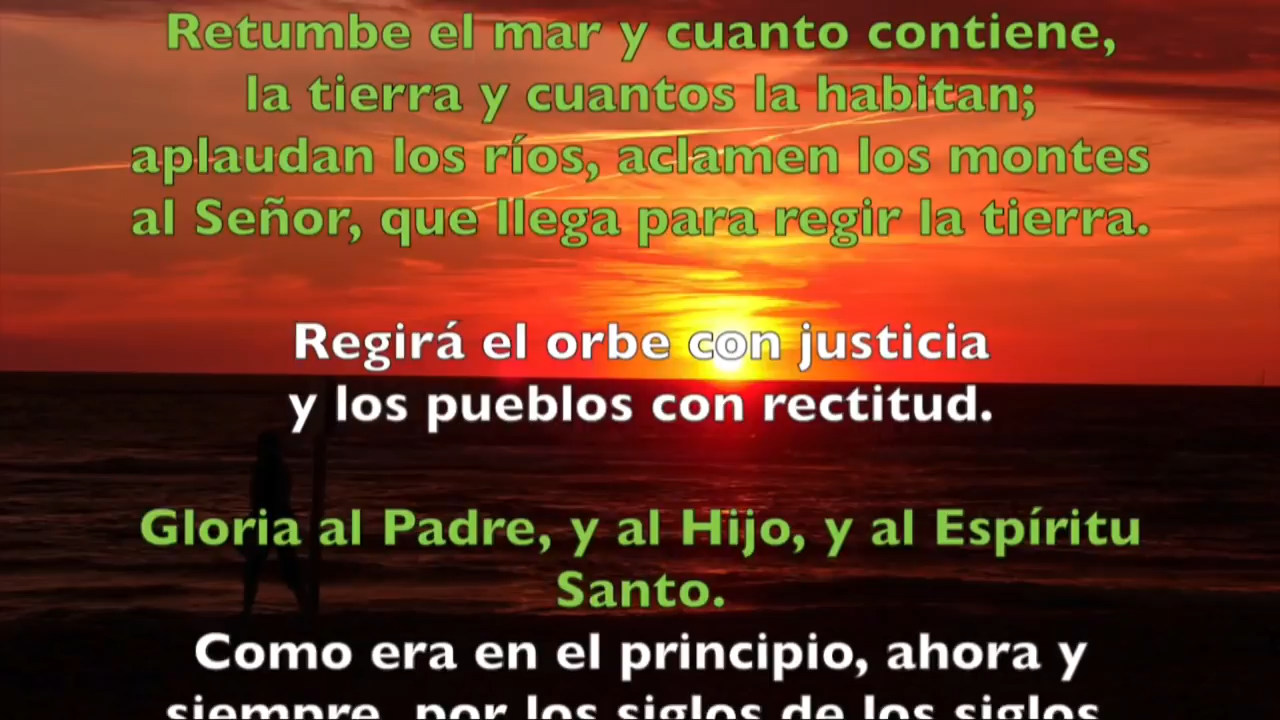 Retumbe el mar y cuanto contiene,
la tierra y cuantos la habitan;
aplaudan los ríos, aclamen los montes
al Señor, que llega para regir la tierra.
Regirá el orbe con justicia
y los pueblos con rectitud.
Gloria al Padre, y al Hijo, y al Espíritu
Santo.
Como era en el principio, ahora y
siempre, por los siglos de los siglos